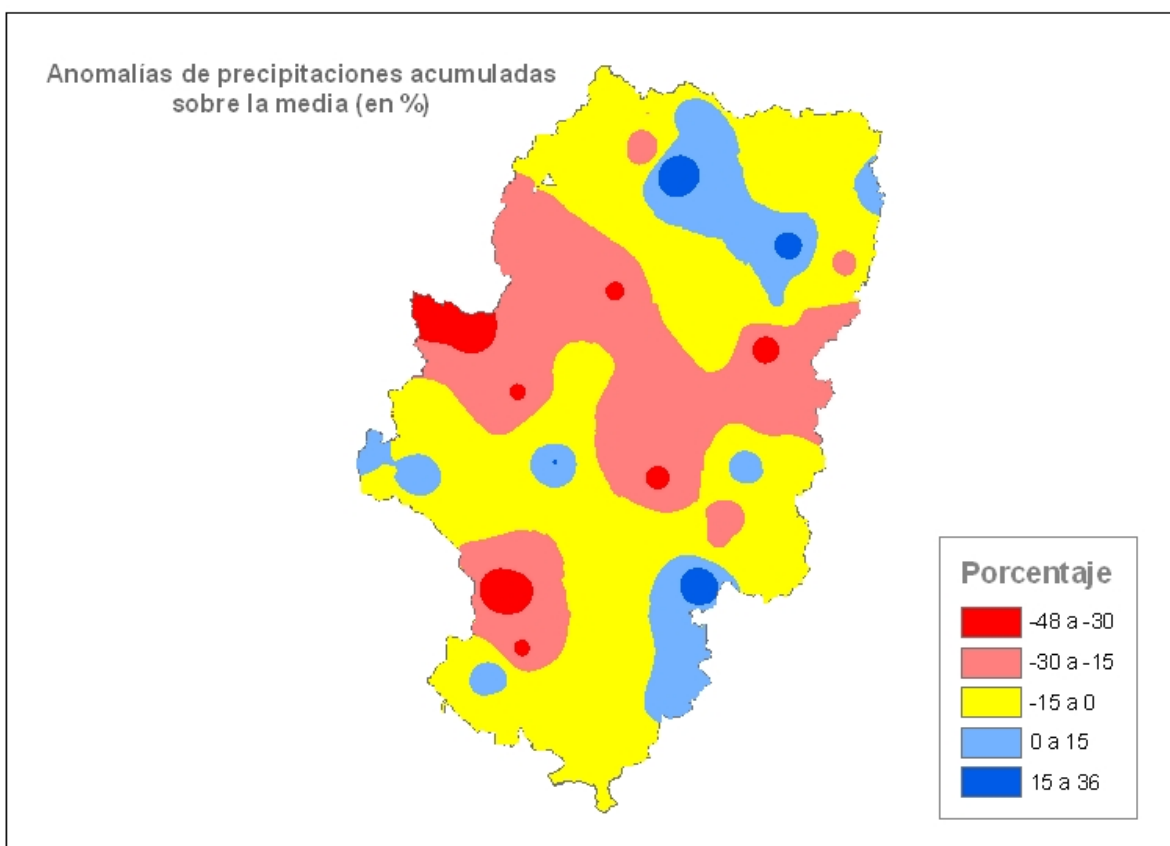 Anomalías de precipitaciones acumuladas
sobre la media (en %)
Porcentaje
-48 a -30
-30 a -15
-15 a 0
0 a 15
15 a 36